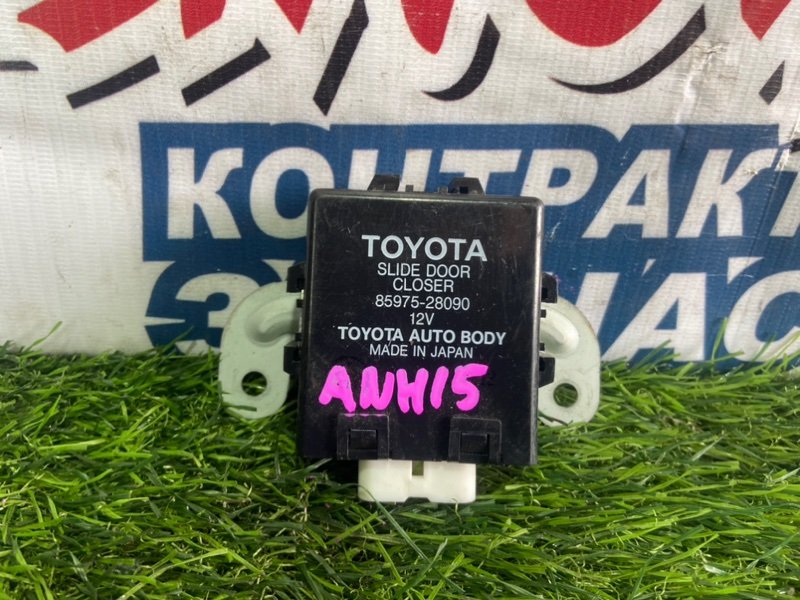 КОНТРАКТ
TOYOTA
SLIDE DOOR
CLOSER
85975-28090
12V
TOYOTA AUTO BODY
MADE IN JAPAN
ANH15